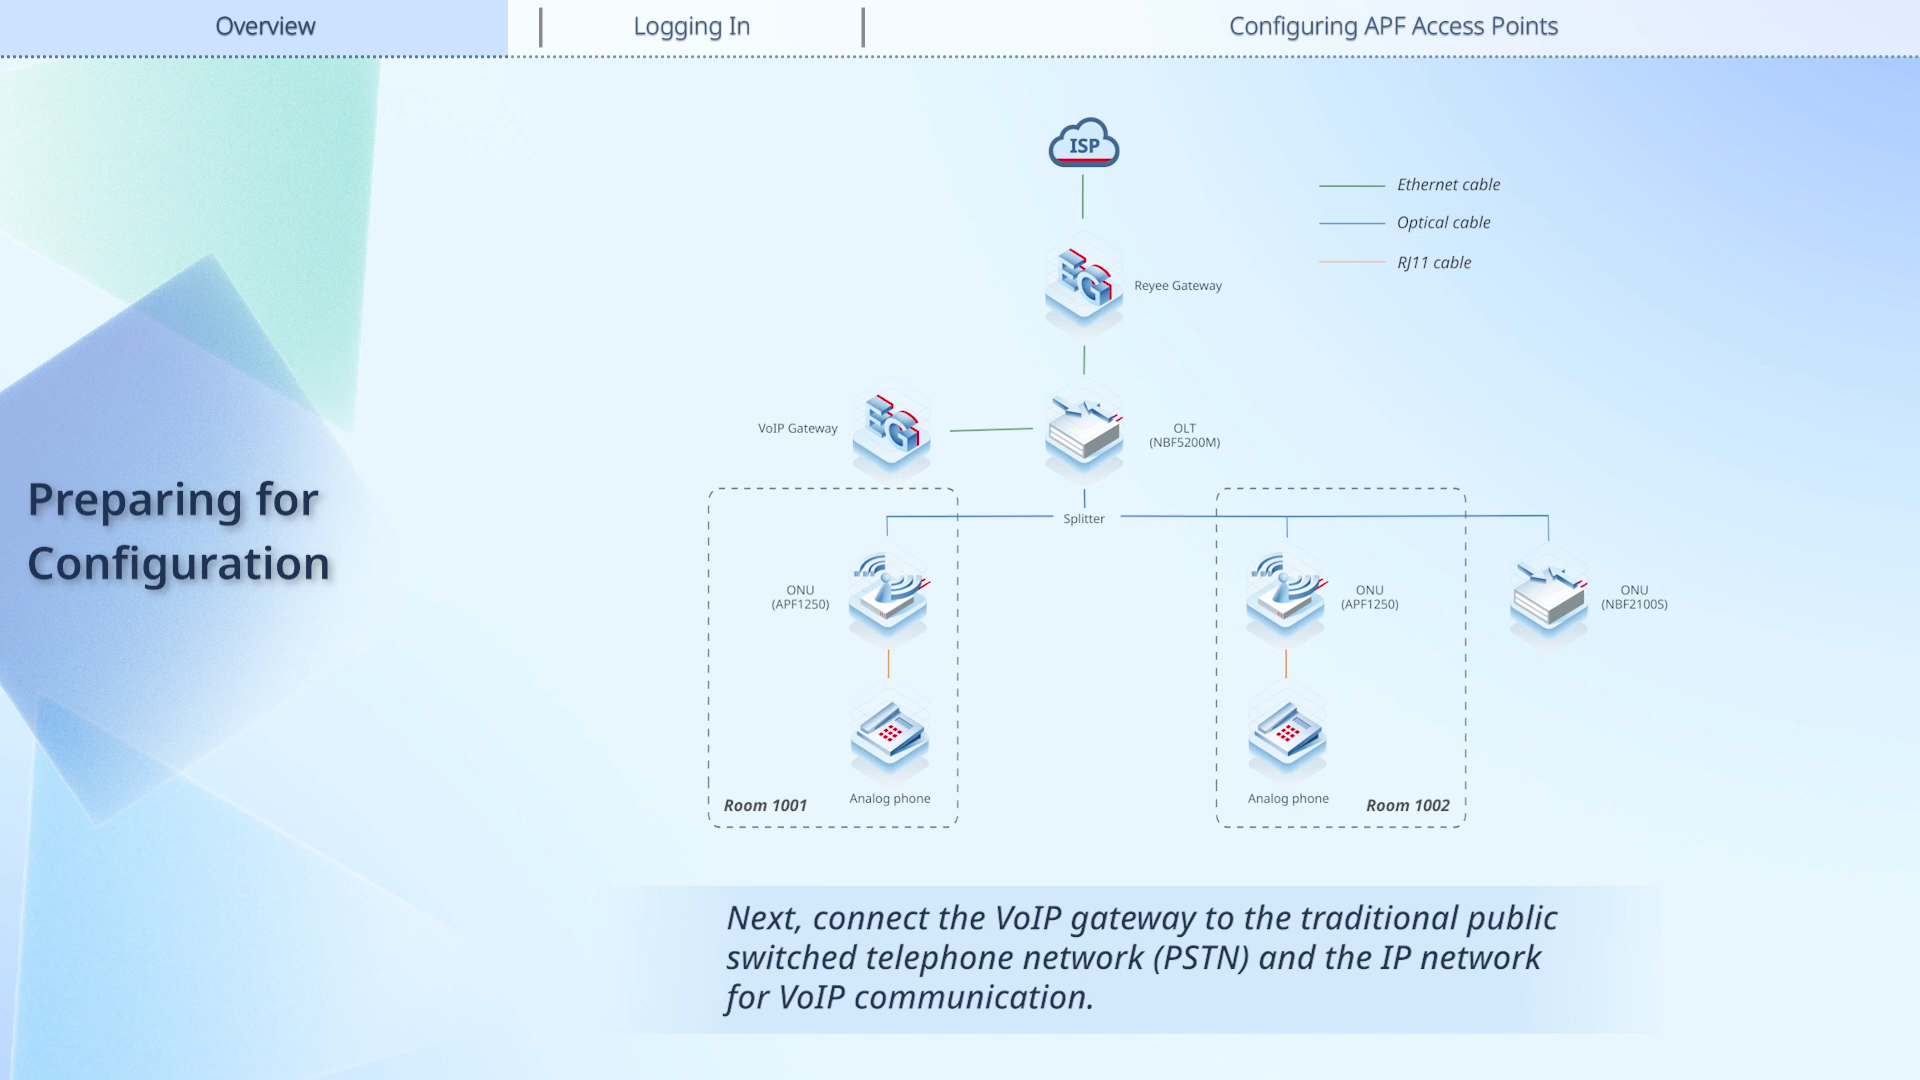 Overview
Logging In
Configuring APF Access Points
ISP
Ethernet cable
Optical cable
RJ11 cable
EG
Reyee Gateway
VoIP Gateway
EG
OLT
(NBF5200M)
Preparing for
Configuration
Splitter
ONU
(APF1250)
ONU
(APF1250)
ONU
(NBF2100S)
Analog phone
Room 1001
Analog phone
Room 1002
Next, connect the VoIP gateway to the traditional public
switched telephone network (PSTN) and the IP network
for VoIP communication.